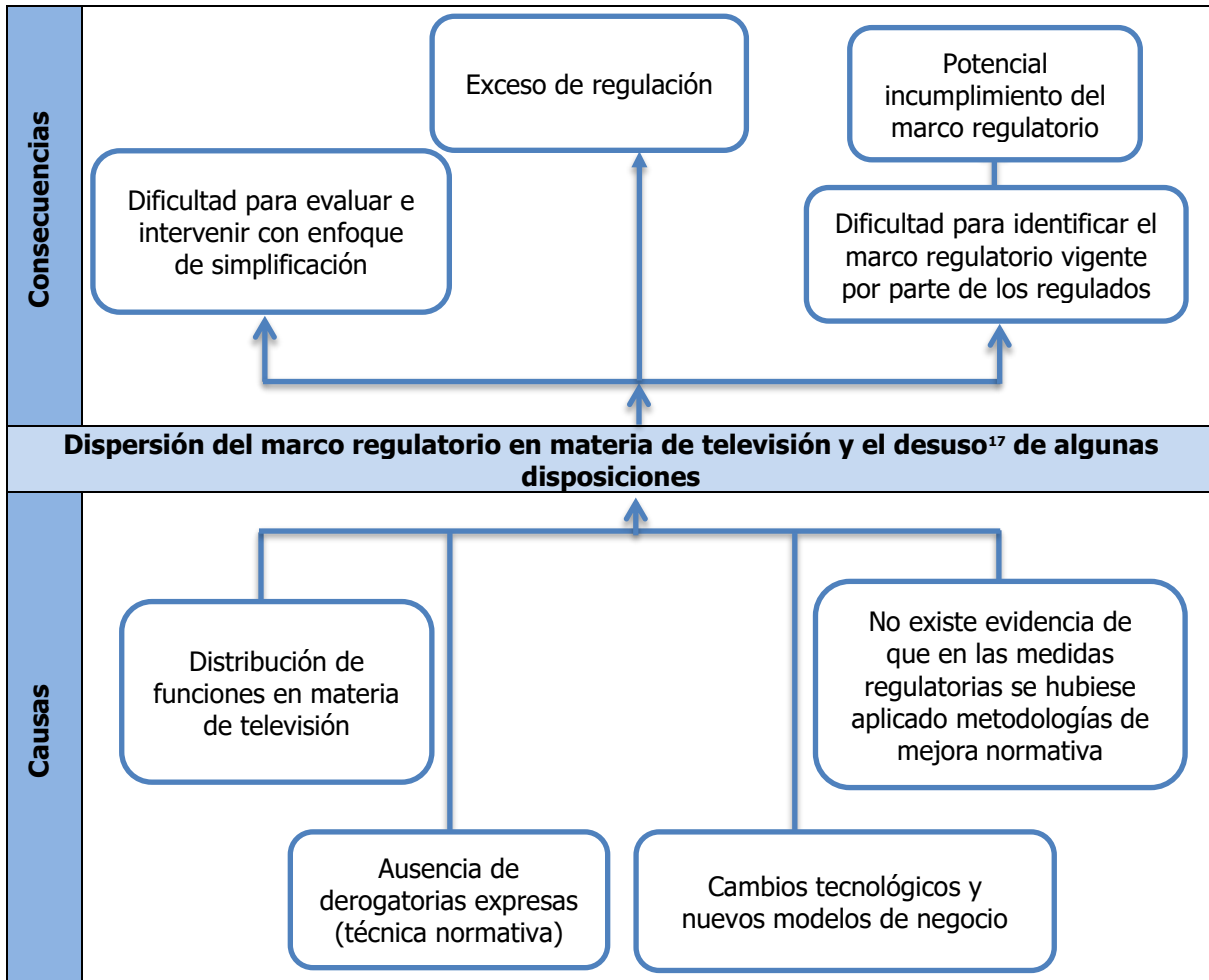 Consecuencias
Exceso de regulación
Potencial
incumplimiento del
marco regulatorio
Dificultad para evaluar e
intervenir con enfoque
de simplificación
Dificultad para identificar el
marco regulatorio vigente
por parte de los regulados
Dispersión del marco regulatorio en materia de televisión y el desuso¹⁷ de algunas
disposiciones
Causas
Distribución de
funciones en materia
de televisión
No existe evidencia de
que en las medidas
regulatorias se hubiese
aplicado metodologías de
mejora normativa
Ausencia de
derogatorias expresas
(técnica normativa)
Cambios tecnológicos y
nuevos modelos de negocio